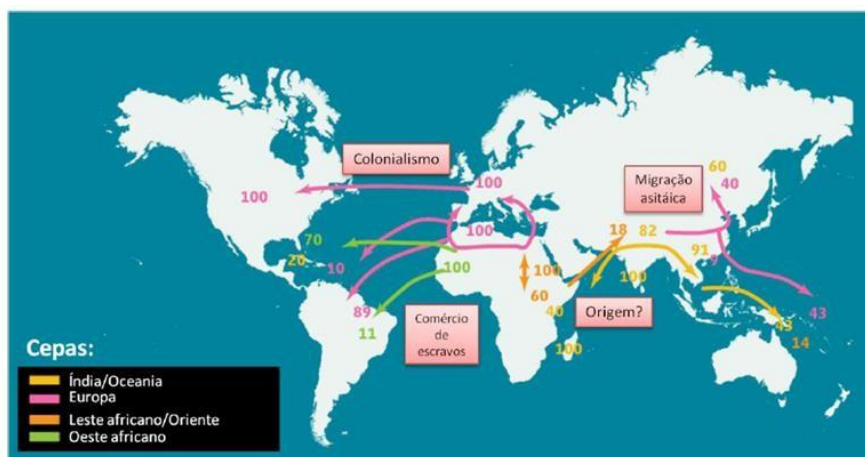 Colonialismo
100
100
60
Migração
asitáica
40
70
100
18
82
20
10
100
100
91
9
100
60
Origem?
89
Comércio
de
escravos
40
43
43
11
100
14
Cepas:
Índia/Oceania
Europa
Leste africano/Oriente
Oeste africano